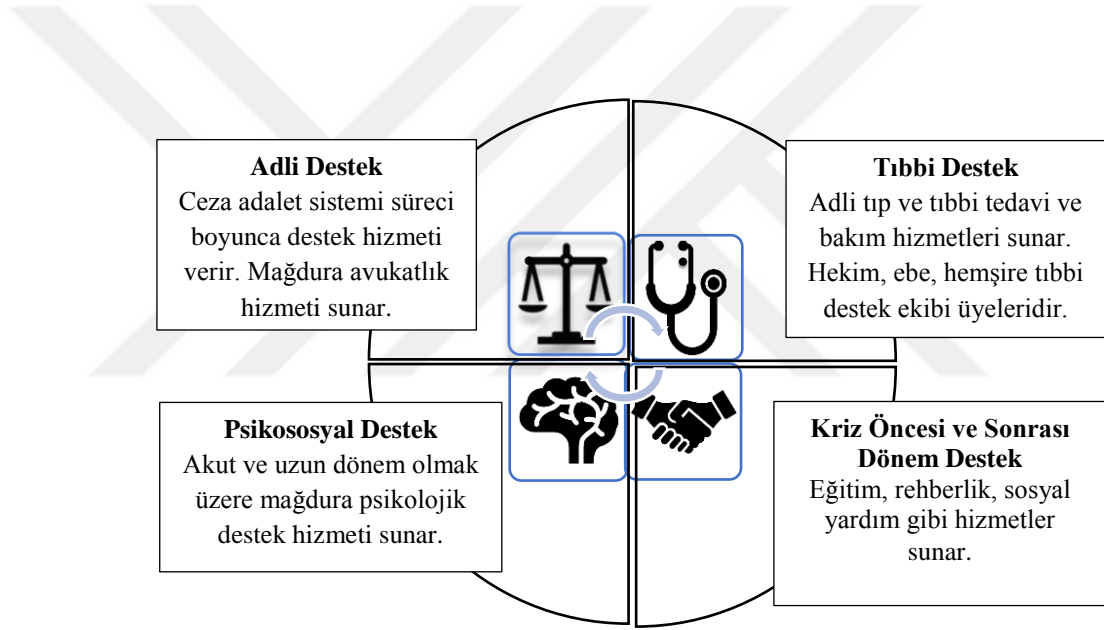 Adli Destek
Ceza adalet sistemi süreci
boyunca destek hizmeti
verir. Mağdura avukatlık
hizmeti sunar.
Tıbbi Destek
Adli tıp ve tıbbi tedavi ve
bakım hizmetleri sunar.
Hekim, ebe, hemşire tıbbi
destek ekibi üyeleridir.
Psikososyal Destek
Akut ve uzun dönem olmak
üzere mağdura psikolojik
destek hizmeti sunar.
Kriz Öncesi ve Sonrası
Dönem Destek
Eğitim, rehberlik, sosyal
yardım gibi hizmetler
sunar.